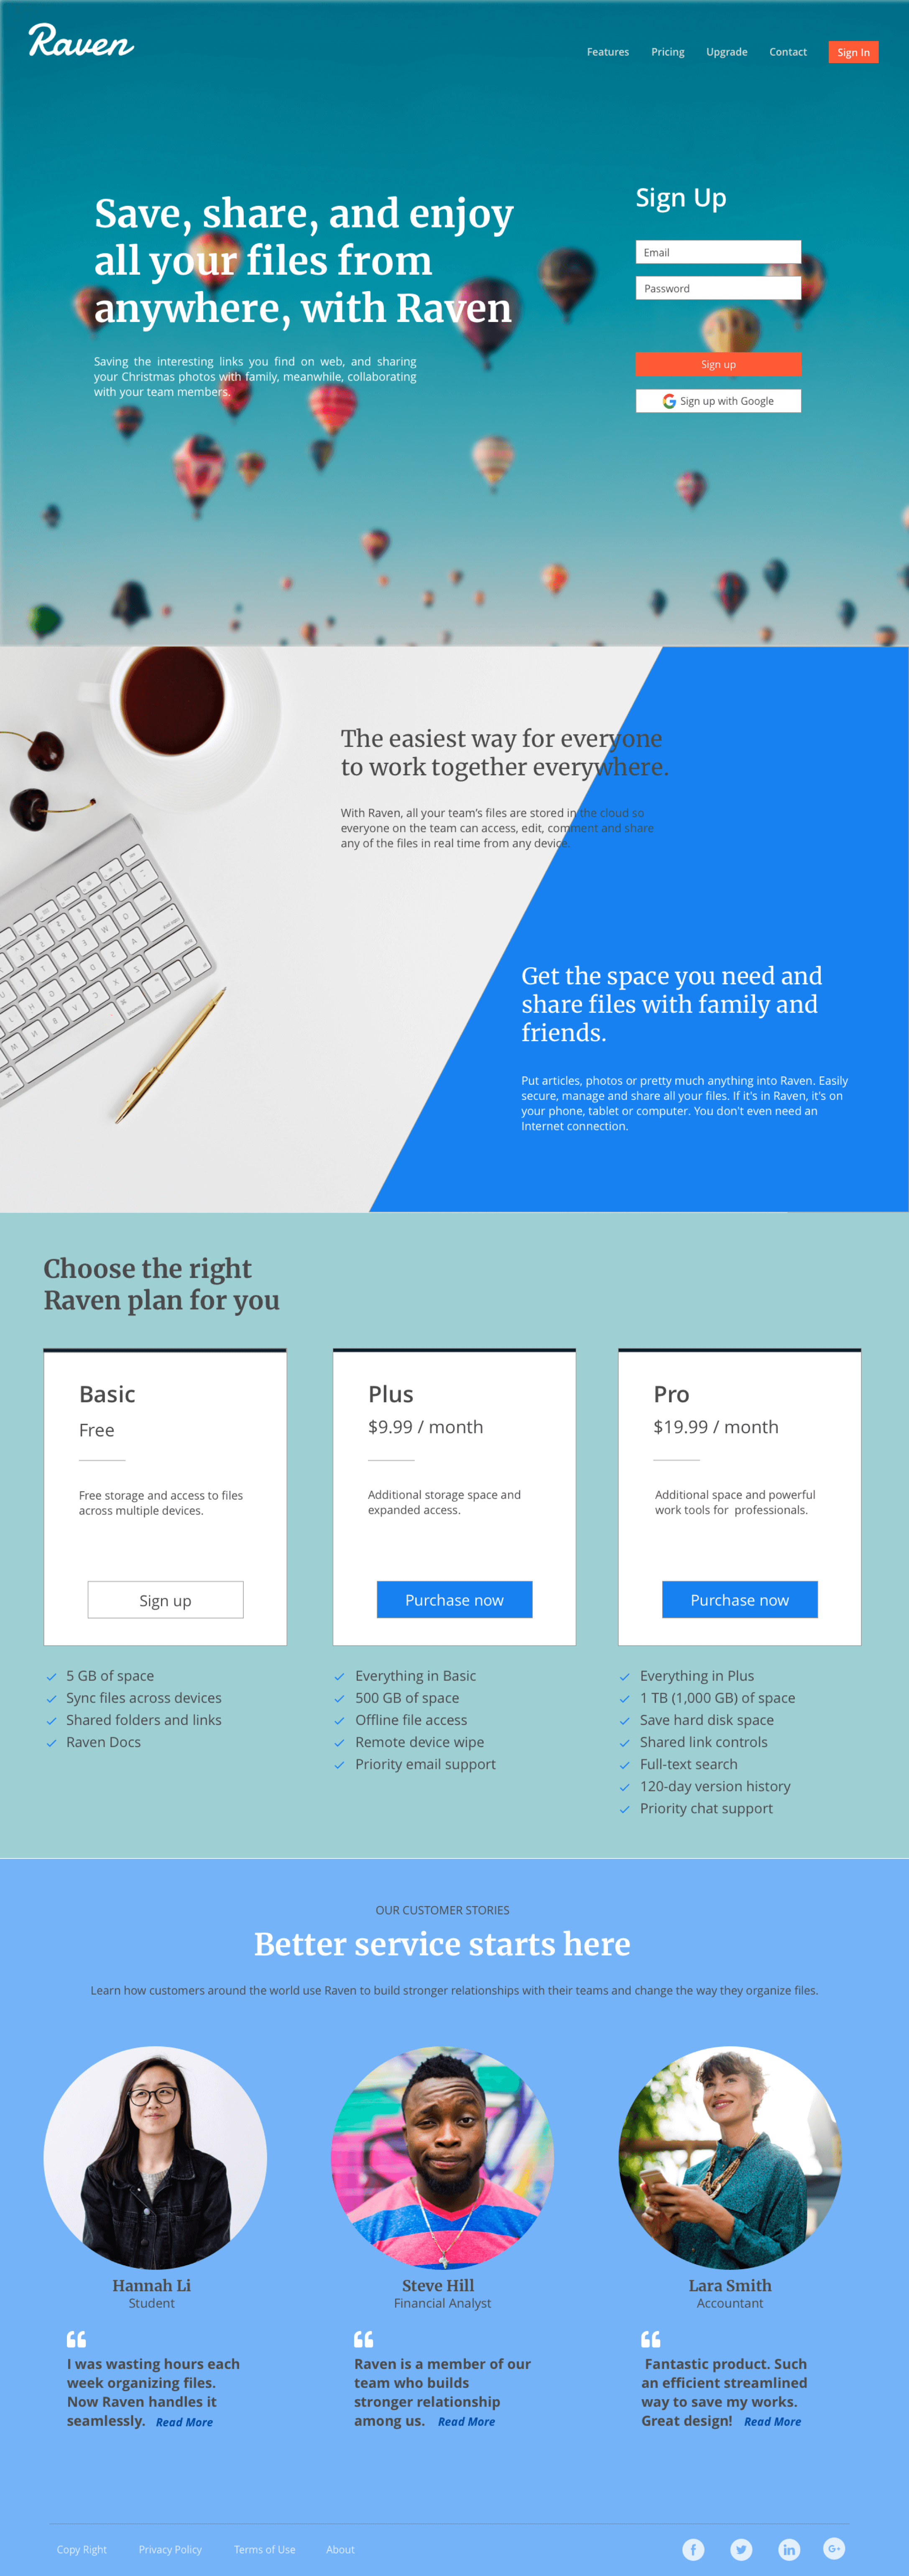 Raven
Features Pricing Upgrade Contact Sign In
Save, share, and enjoy
all your files from
anywhere, with Raven
Saving the interesting links you find on web, and sharing
your Christmas photos with family, meanwhile, collaborating
with your team members.
Sign Up
Email
Password
Sign up
Sign up with Google
The easiest way for everyone
to work together everywhere.
With Raven, all your team's files are stored in the cloud so
everyone on the team can access, edit, comment and share
any of the files in real time from any device.
Get the space you need and
share files with family and
friends.
Put articles, photos or pretty much anything into Raven. Easily
secure, manage and share all your files. If it's in Raven, it's on
your phone, tablet or computer. You don't even need an
Internet connection.
Choose the right
Raven plan for you
Basic
Free
Free storage and access to files
across multiple devices.
Sign up
5 GB of space
Sync files across devices
Shared folders and links
Raven Docs
Plus
$9.99 / month
Additional storage space and
expanded access.
Purchase now
Everything in Basic
500 GB of space
Offline file access
Remote device wipe
Priority email support
Pro
$19.99 / month
Additional space and powerful
work tools for professionals.
Purchase now
Everything in Plus
1 TB (1,000 GB) of space
Save hard disk space
Shared link controls
Full-text search
120-day version history
Priority chat support
OUR CUSTOMER STORIES
Better service starts here
Learn how customers around the world use Raven to build stronger relationships with their teams and change the way they organize files.
Hannah Li
Student
“
I was wasting hours each
week organizing files.
Now Raven handles it
seamlessly. Read More
Steve Hill
Financial Analyst
“
Raven is a member of our
team who builds
stronger relationship
among us. Read More
Lara Smith
Accountant
“
Fantastic product. Such
an efficient streamlined
way to save my works.
Great design! Read More
Copy Right Privacy Policy Terms of Use About
f in G+